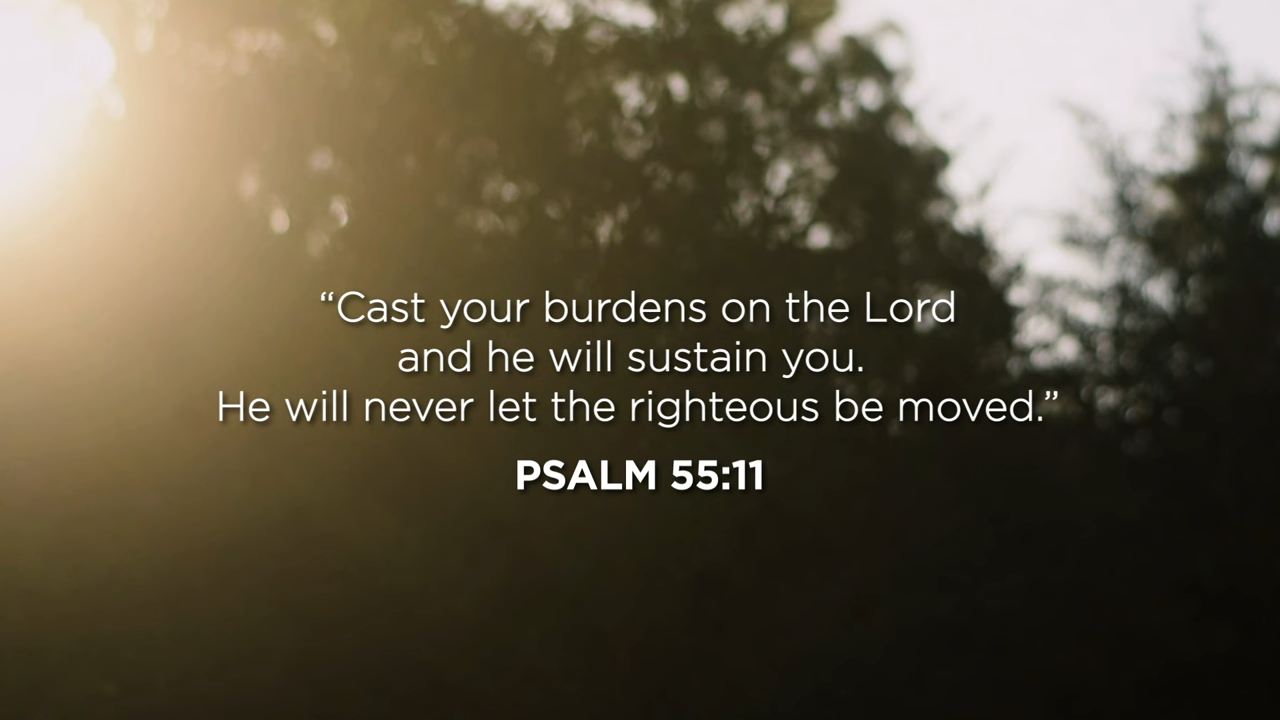 “Cast your burdens on the Lord
and he will sustain you.
He will never let the righteous be moved.”
PSALM 55:11